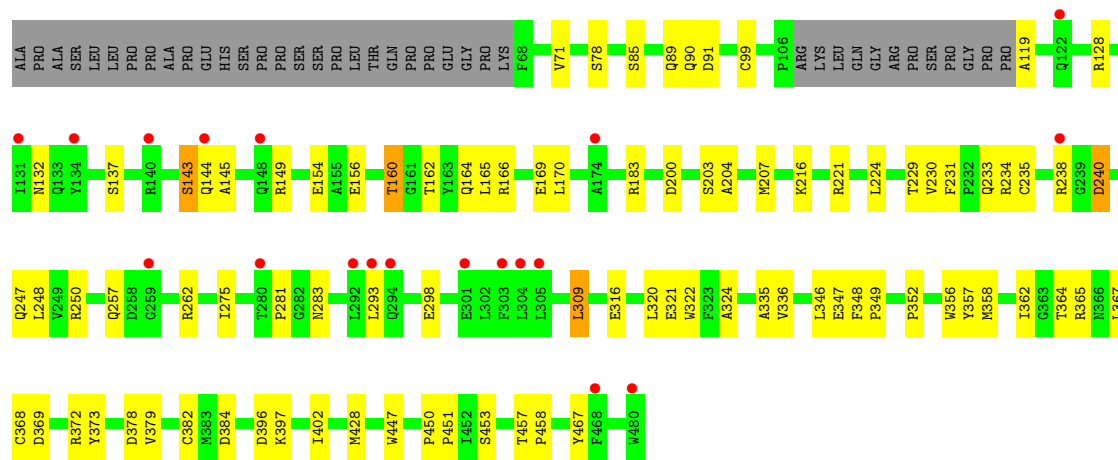 ALA PRO ALA SER LEU LEU PRO PRO ALA PRO GLU HIS SER PRO PRO SER SER PRO LEU THR GLN PRO PRO GLU GLY PRO LYS F68 V71 S78 S85 Q89 Q90 D91 C99 P106 ARG LYS LEU GLN GLY ARG PRO SER PRO GLY PRO PRO A119 Q122 R128
I131 N132 Q133 Y134 S137 R140 S143 Q144 A145 Q148 R149 E154 A155 E156 T160 G161 T162 Y163 Q164 L165 R166 E169 L170 A174 R183 D200 S203 A204 M207 K216 R221 L224 T229 V230 F231 P232 Q233 R234 C235 R238 G239 D240
Q247 L248 V249 R250 Q257 D258 G259 R262 I275 T280 P281 G282 N283 L292 L293 Q294 E298 E301 L302 F303 L304 L305 L309 E316 L320 E321 W322 F323 A324 A335 V336 L346 E347 F348 P349 P352 W356 Y357 M358 I362 G363 T364 R365 N366 L367
C368 D369 R372 Y373 D378 V379 C382 M383 D384 D396 K397 I402 M428 W447 P450 P451 I452 S453 T457 P458 Y467 F468 W480